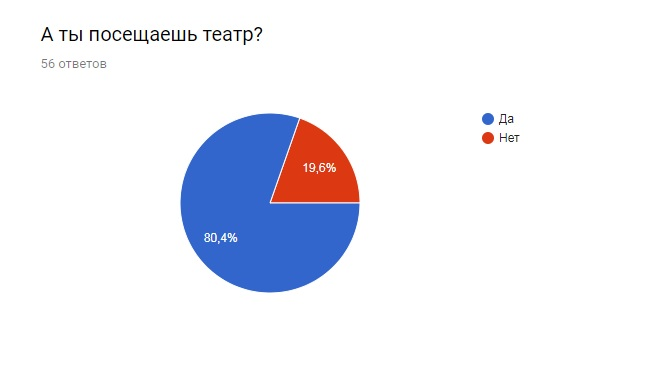 А ты посещаешь театр?
56 ответов
Да
Нет
19,6%
80,4%